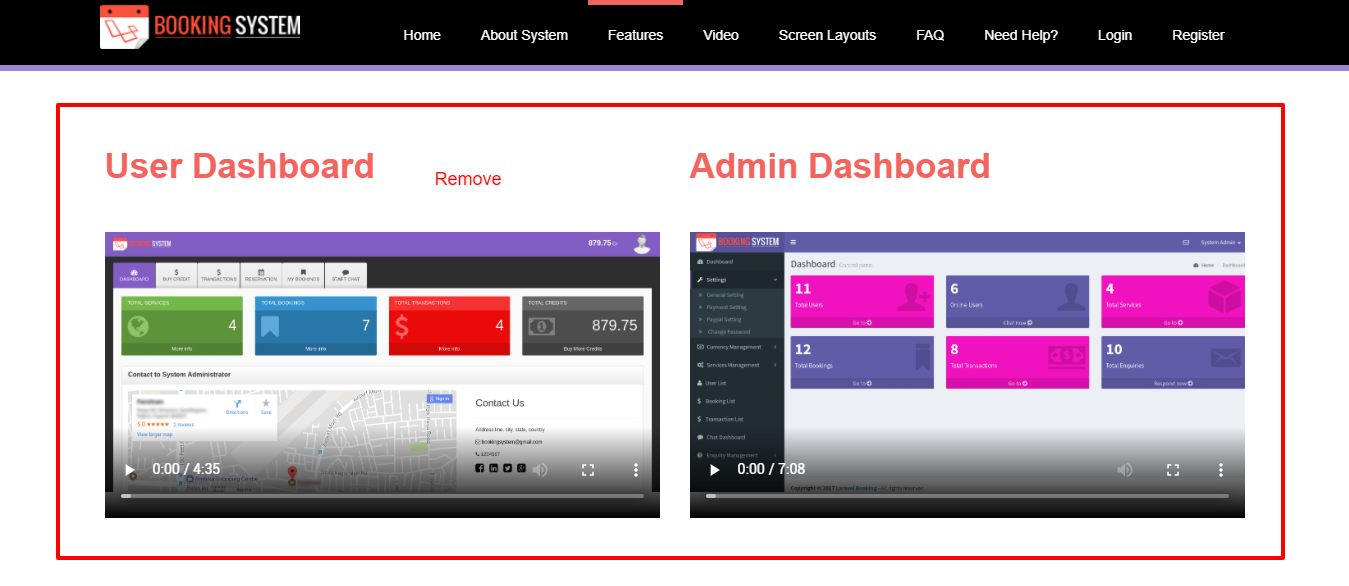 BOOKING SYSTEM
Home About System Features Video Screen Layouts FAQ Need Help? Login Register
User Dashboard
Remove
BOOKING SYSTEM
879.75
DASHBOARD BUY CREDIT TRANSACTIONS RESERVATION MY BOOKINGS START CHAT
TOTAL SERVICES
4
More info
TOTAL BOOKINGS
7
More info
TOTAL TRANSACTIONS
4
More info
TOTAL CREDITS
879.75
Buy More Credits
Contact to System Administrator
Directions
Save
5.0 2 reviews
View larger map
Sign in
Contact Us
Address line, city, state, country
bookingsystem@gmail.com
1234567
0:00 / 4:35
Admin Dashboard
BOOKING SYSTEM
System Admin
Dashboard
Settings
General Setting
Payment Setting
Paypal Setting
Change Password
Currency Management
Services Management
User List
Booking List
Transaction List
Chat Dashboard
Enquiry Management
Dashboard Control panel
Home Dashboard
11
Total Users
Go to
6
Online Users
Chat now
4
Total Services
Go to
12
Total Bookings
Go to
8
Total Transactions
Go to
10
Total Enquiries
Respond now
0:00 / 7:08
Copyright © 2017 Laravel Booking - All rights reserved.